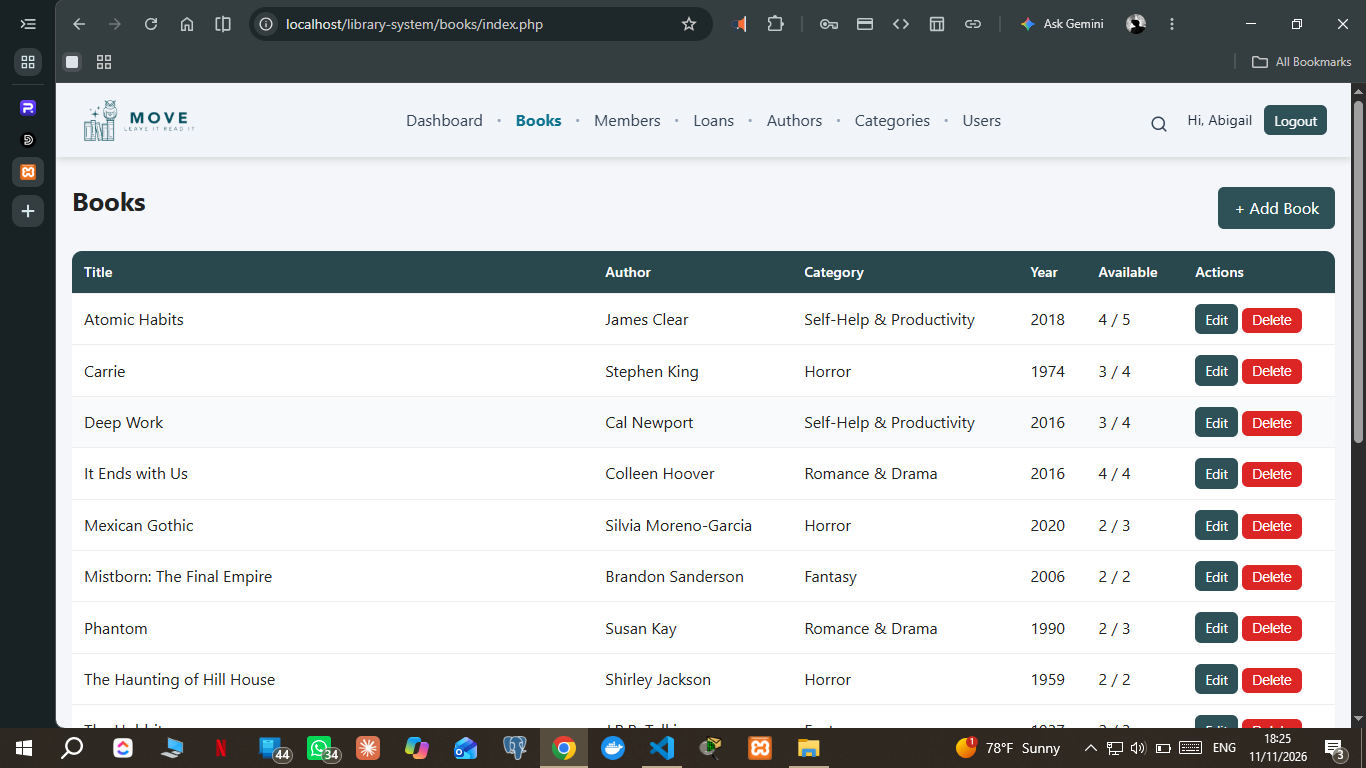 localhost/library-system/books/index.php
Ask Gemini
All Bookmarks
MOVE
LEAVE IT READ IT
Dashboard • Books • Members • Loans • Authors • Categories • Users
Hi, Abigail
Logout
Books
+ Add Book
Title Author Category Year Available Actions
Atomic Habits James Clear Self-Help & Productivity 2018 4 / 5 Edit Delete
Carrie Stephen King Horror 1974 3 / 4 Edit Delete
Deep Work Cal Newport Self-Help & Productivity 2016 3 / 4 Edit Delete
It Ends with Us Colleen Hoover Romance & Drama 2016 4 / 4 Edit Delete
Mexican Gothic Silvia Moreno-Garcia Horror 2020 2 / 3 Edit Delete
Mistborn: The Final Empire Brandon Sanderson Fantasy 2006 2 / 2 Edit Delete
Phantom Susan Kay Romance & Drama 1990 2 / 3 Edit Delete
The Haunting of Hill House Shirley Jackson Horror 1959 2 / 2 Edit Delete
44
34
1
78°F Sunny
ENG
18:25
11/11/2026
3